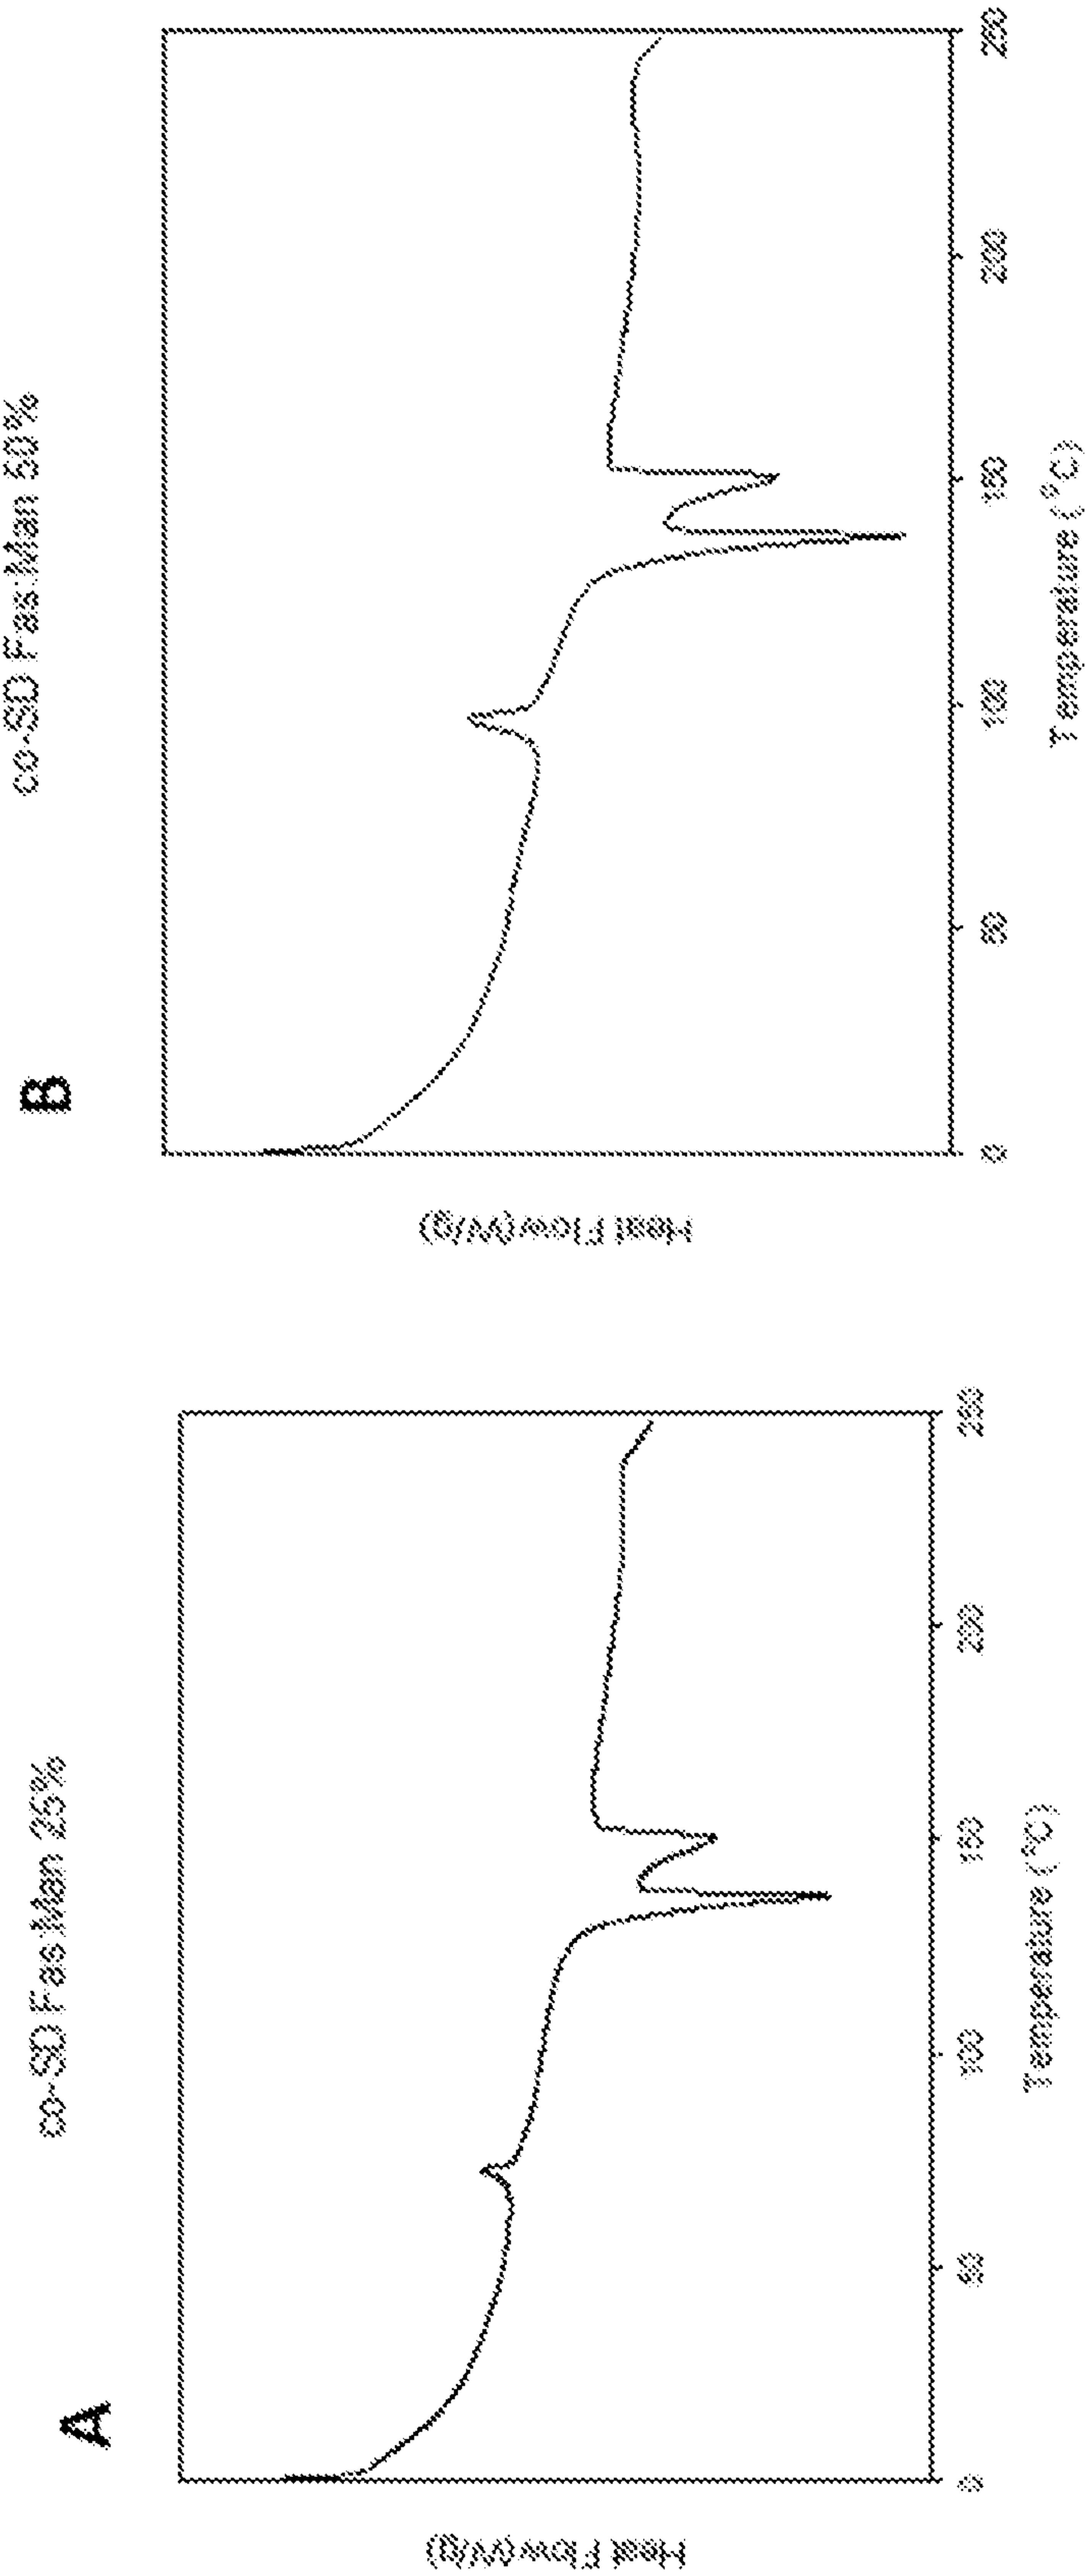 A
co-SD Fas:Man 25%
Heat Flow(W/g)
0
50
100
150
200
250
Temperature (°C)
B
co-SD Fas:Man 50%
Heat Flow(W/g)
0
50
100
150
200
250
Temperature (°C)